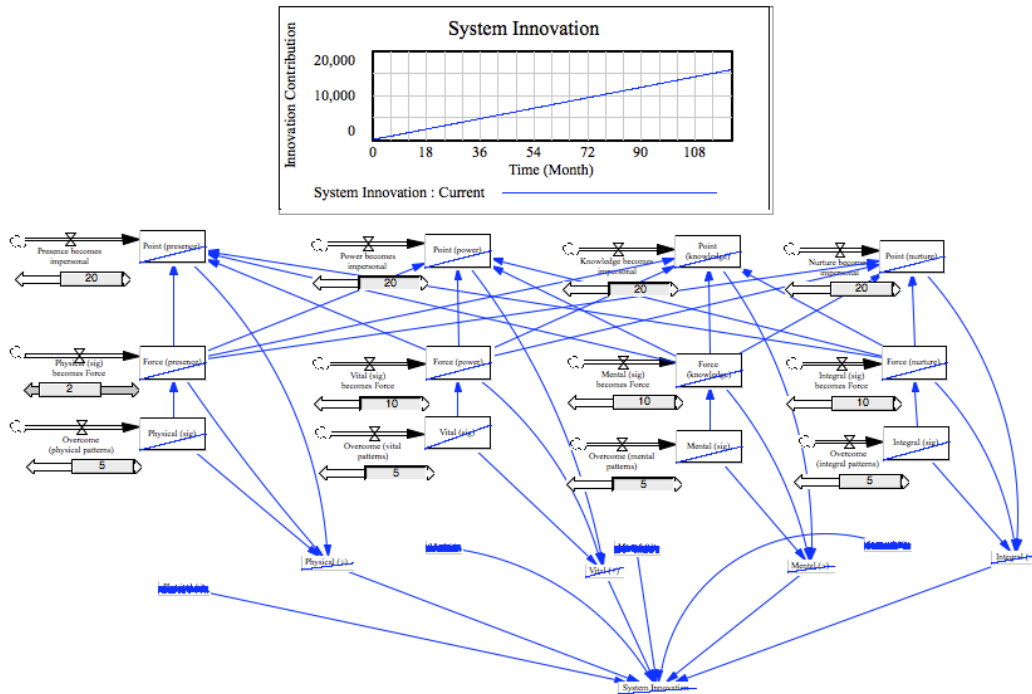 System Innovation
Innovation Contribution
20,000
10,000
0
0 18 36 54 72 90 108
Time (Month)
System Innovation : Current
Presence becomes
impersonal
20
Point (presence)
Power becomes
impersonal
20
Point (power)
Knowledge becomes
impersonal
20
Point
(knowledge)
Nurture becomes
impersonal
20
Point (nurture)
Physical (sig)
becomes Force
2
Force (presence)
Vital (sig)
becomes Force
10
Force (power)
Mental (sig)
becomes Force
10
Force
(knowledge)
Integral (sig)
becomes Force
10
Force (nurture)
Overcome
(physical patterns)
5
Physical (sig)
Overcome (vital
patterns)
5
Vital (sig)
Overcome (mental
patterns)
5
Mental (sig)
Overcome
(integral patterns)
5
Integral (sig)
Physical
Vital
Mental
Integral
System Innovation